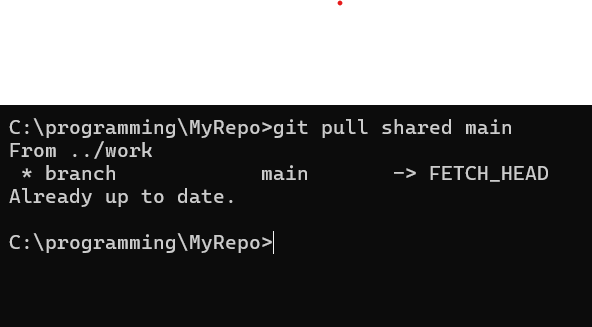 C:\programming\MyRepo>git pull shared main
From ../work
 * branch            main       -> FETCH_HEAD
Already up to date.
C:\programming\MyRepo>